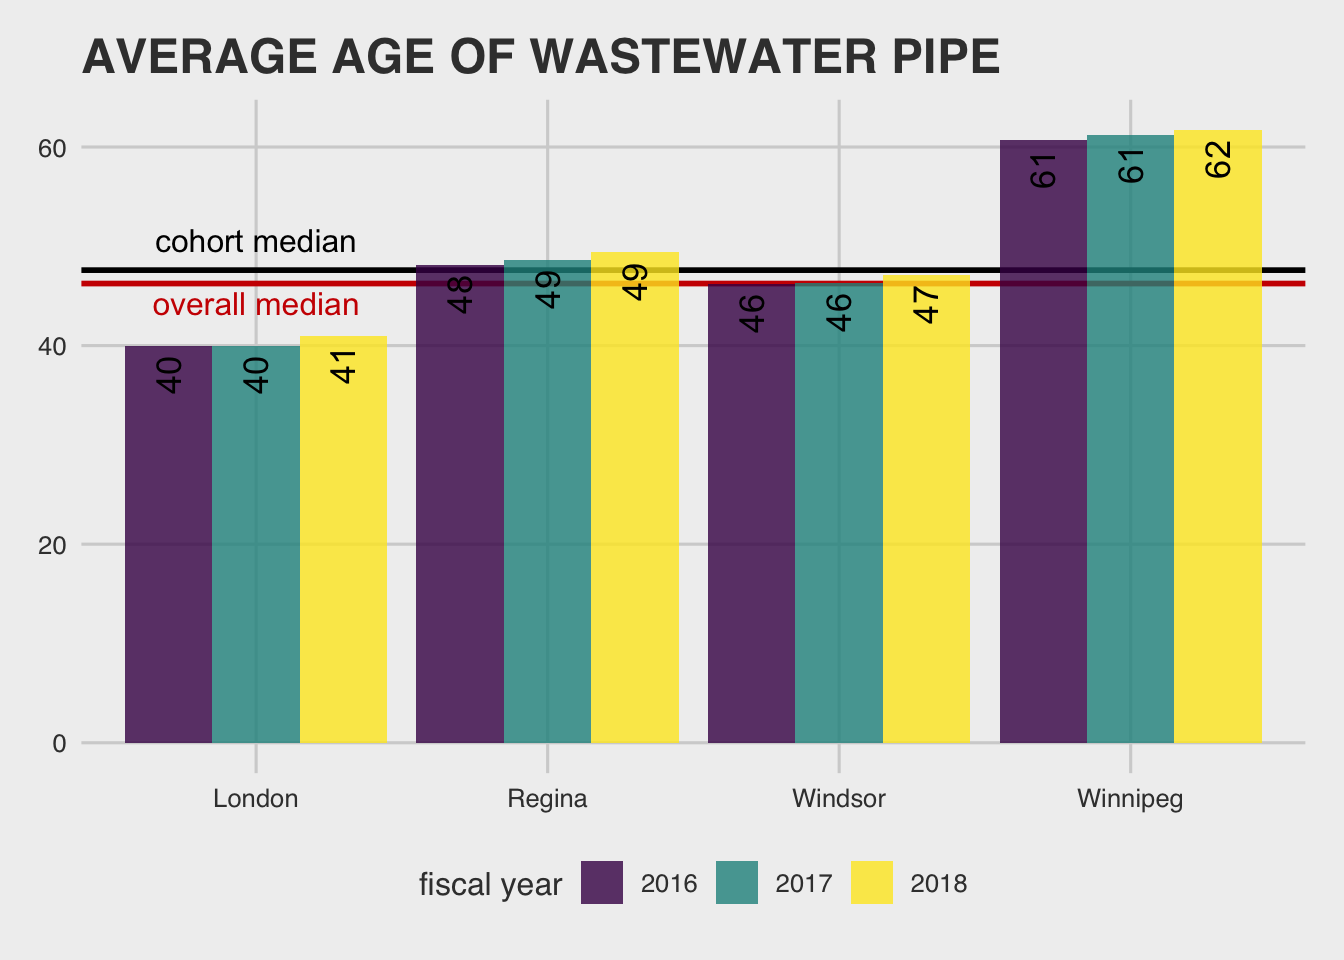 AVERAGE AGE OF WASTEWATER PIPE
60
40
20
0
cohort median
overall median
40
40
41
48
49
49
46
46
47
61
61
62
London
Regina
Windsor
Winnipeg
fiscal year
2016
2017
2018